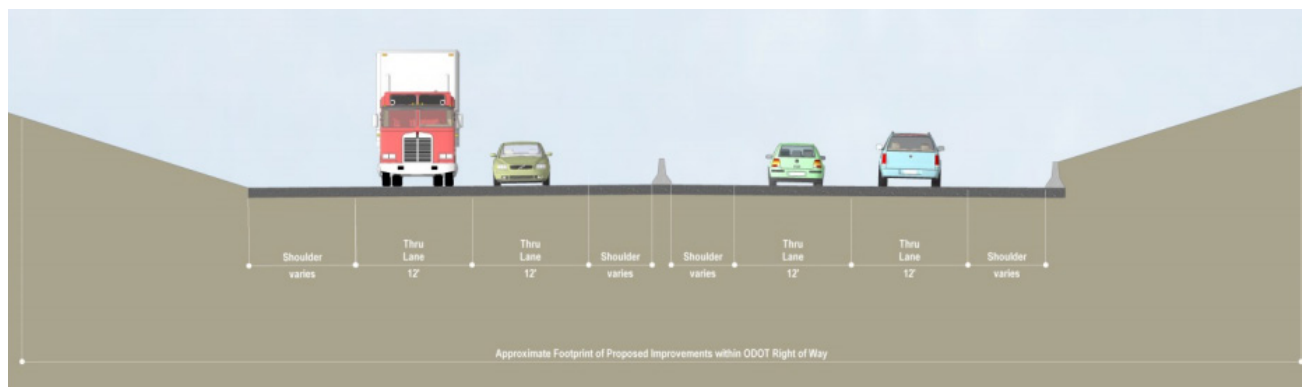 Shoulder
varies
Thru
Lane
12'
Thru
Lane
12'
Shoulder
varies
Shoulder
varies
Thru
Lane
12'
Thru
Lane
12'
Shoulder
varies
Approximate Footprint of Proposed Improvements within ODOT Right of Way